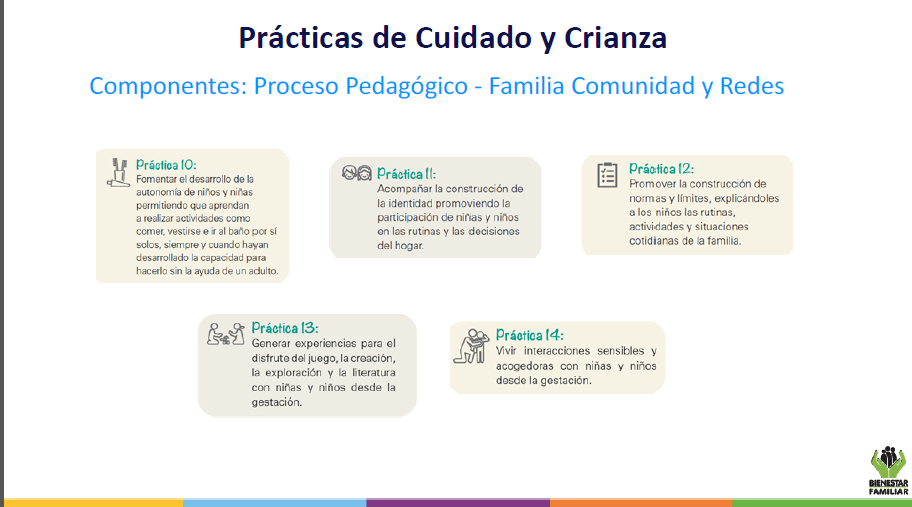 Prácticas de Cuidado y Crianza
Componentes: Proceso Pedagógico - Familia Comunidad y Redes
Práctica 10:
Fomentar el desarrollo de la
autonomía de niños y niñas
permitiendo que aprendan
a realizar actividades como
comer, vestirse e ir al baño por sí
solos, siempre y cuando hayan
desarrollado la capacidad para
hacerlo sin la ayuda de un adulto.
Práctica 11:
Acompañar la construcción de
la identidad promoviendo la
participación de niñas y niños
en las rutinas y las decisiones
del hogar.
Práctica 12:
Promover la construcción de
normas y límites, explicándoles
a los niños las rutinas,
actividades y situaciones
cotidianas de la familia.
Práctica 13:
Generar experiencias para el
disfrute del juego, la creación,
la exploración y la literatura
con niñas y niños desde la
gestación.
Práctica 14:
Vivir interacciones sensibles y
acogedoras con niñas y niños
desde la gestación.
BIENESTAR
FAMILIAR